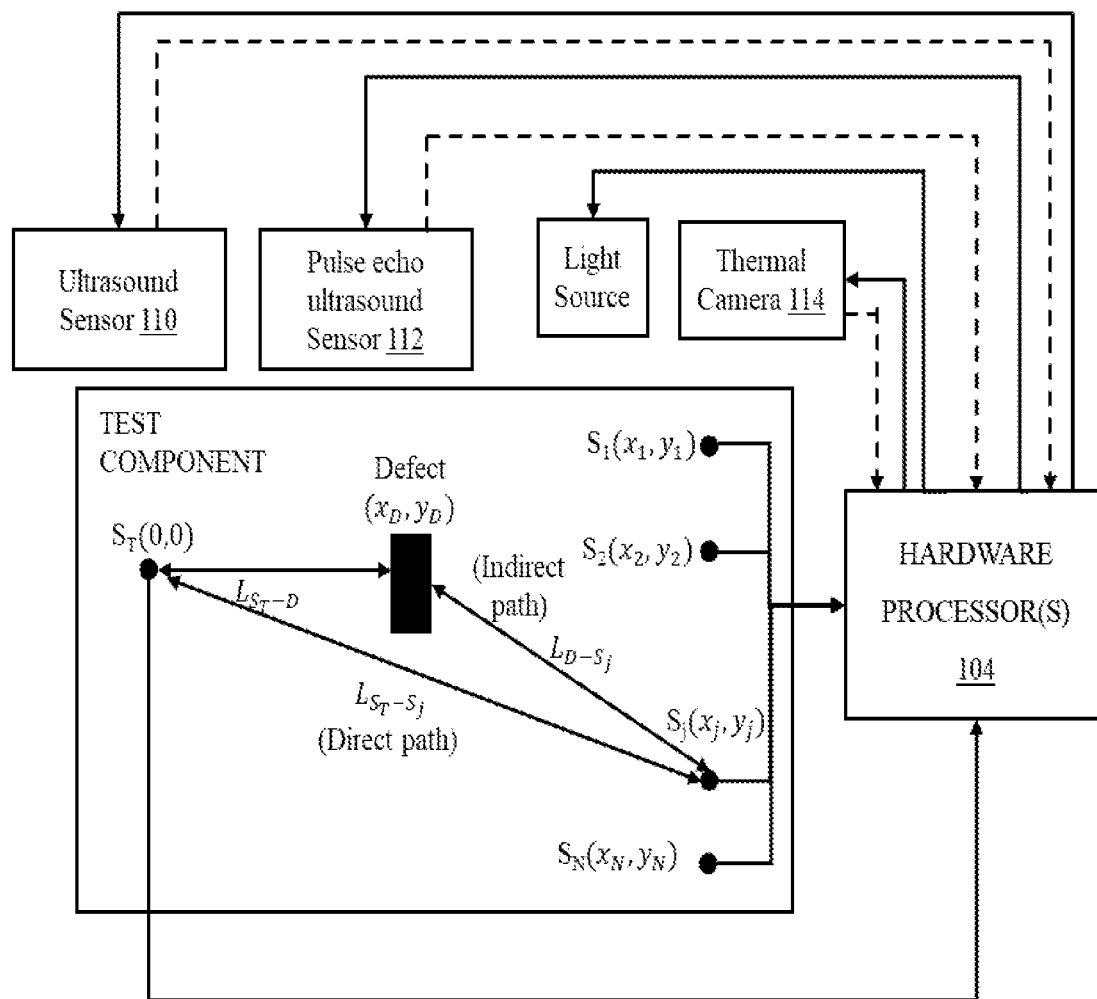 Ultrasound
Sensor 110
Pulse echo
ultrasound
Sensor 112
Light
Source
Thermal
Camera 114
TEST
COMPONENT
Defect
(x_D, y_D)
S_T(0,0)
L_{S_T-D}
(Indirect
path)
L_{D-S_j}
L_{S_T-S_j}
(Direct path)
S_1(x_1, y_1)
S_2(x_2, y_2)
S_j(x_j, y_j)
S_N(x_N, y_N)
HARDWARE
PROCESSOR(S)
104